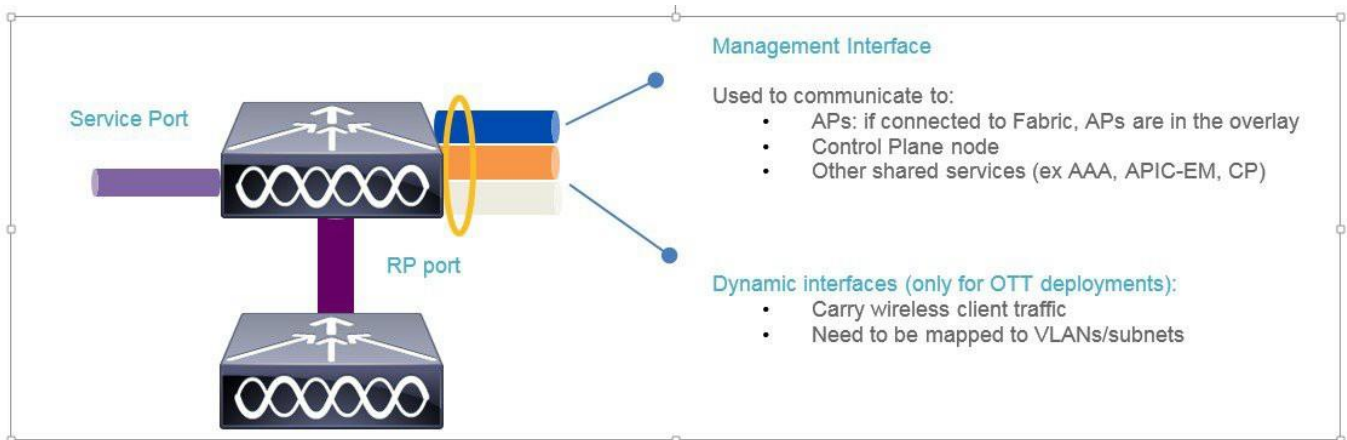 Service Port
RP port
Management Interface
Used to communicate to:
• APs: if connected to Fabric, APs are in the overlay
• Control Plane node
• Other shared services (ex AAA, APIC-EM, CP)
Dynamic interfaces (only for OTT deployments):
• Carry wireless client traffic
• Need to be mapped to VLANs/subnets